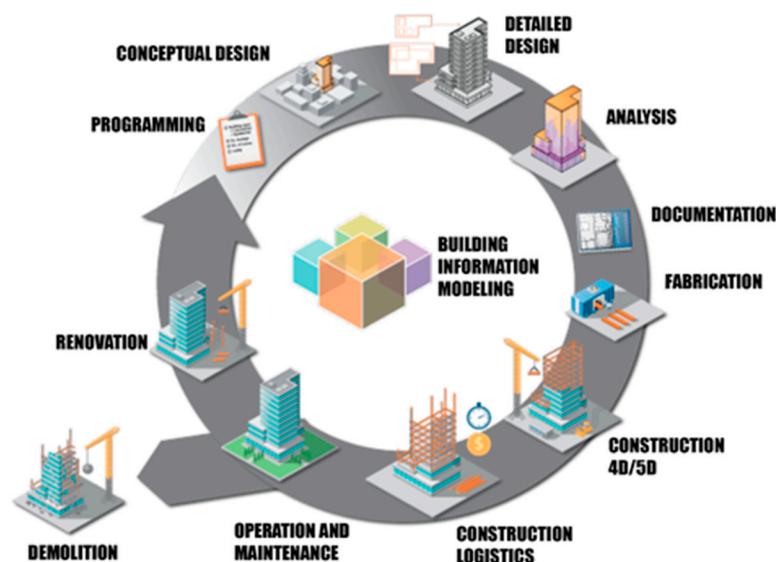 CONCEPTUAL DESIGN
DETAILED
DESIGN
PROGRAMMING
ANALYSIS
DOCUMENTATION
BUILDING
INFORMATION
MODELING
FABRICATION
RENOVATION
CONSTRUCTION
4D/5D
DEMOLITION
OPERATION AND
MAINTENANCE
CONSTRUCTION
LOGISTICS
$